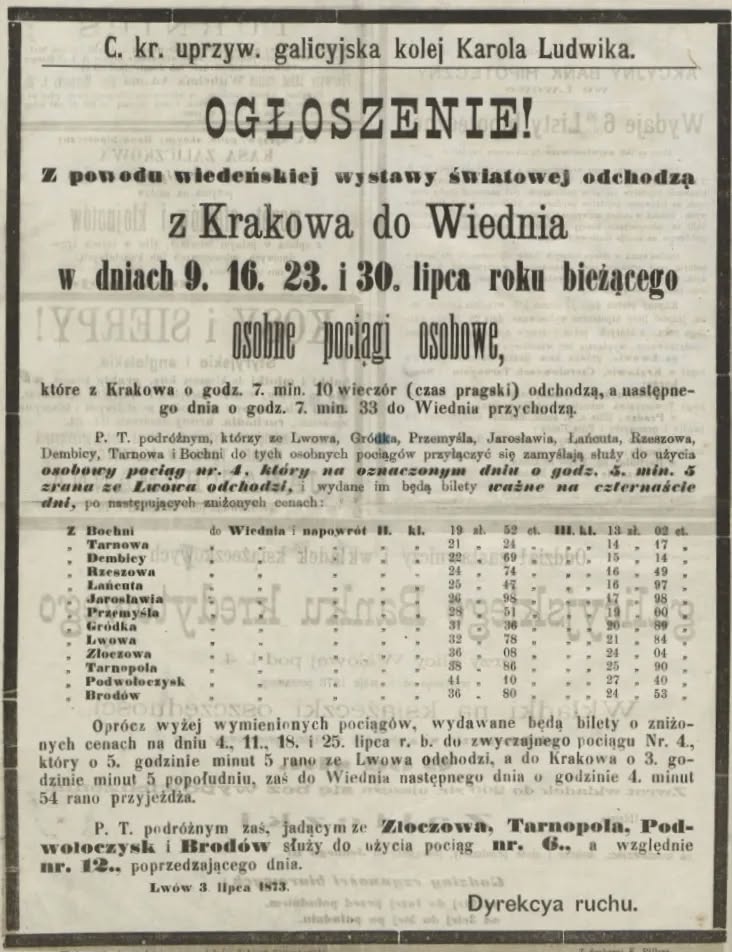 C. kr. uprzyw. galicyjska kolej Karola Ludwika.
OGŁOSZENIE!
Z powodu wiedeńskiej wystawy światowej odchodzą
z Krakowa do Wiednia
w dniach 9. 16. 23. i 30. lipca roku bieżącego
osobne pociągi osobowe,
które z Krakowa o godz. 7. min. 10 wieczór (czas pragski) odchodzą, a następne-
go dnia o godz. 7. min. 33 do Wiednia przychodzą.
P. T. podróżnym, którzy ze Lwowa, Gródka, Przemyśla, Jarosławia, Łańcuta, Rzeszowa,
Dembicy, Tarnowa i Bochni do tych osobnych pociągów przyłączyć się zamyślają służy do użycia
osobowy pociąg nr. 4, który na oznaczonym dniu o godz. 5. min. 5
zrana ze Lwowa odchodzi, i wydane im będą bilety ważne na czternaście
dni, po następujących zniżonych cenach:
Z Bochni do Wiednia i napowrót II. kl. 19 zł. 52 ct. III. kl. 13 zł. 02 ct.
„ Tarnowa „ „ „ „ „ 21 „ 24 „ „ „ 14 „ 17 „
„ Dembicy „ „ „ „ „ 22 „ 69 „ „ „ 15 „ 14 „
„ Rzeszowa „ „ „ „ „ 24 „ 74 „ „ „ 16 „ 49 „
„ Łańcuta „ „ „ „ „ 25 „ 47 „ „ „ 16 „ 97 „
„ Jarosławia „ „ „ „ „ 26 „ 98 „ „ „ 17 „ 98 „
„ Przemyśla „ „ „ „ „ 28 „ 51 „ „ „ 19 „ 00 „
„ Gródka „ „ „ „ „ 31 „ 36 „ „ „ 20 „ 89 „
„ Lwowa „ „ „ „ „ 32 „ 78 „ „ „ 21 „ 84 „
„ Złoczowa „ „ „ „ „ 36 „ 08 „ „ „ 24 „ 04 „
„ Tarnopola „ „ „ „ „ 38 „ 86 „ „ „ 25 „ 90 „
„ Podwołoczysk „ „ „ „ „ 41 „ 10 „ „ „ 27 „ 40 „
„ Brodów „ „ „ „ „ 36 „ 80 „ „ „ 24 „ 53 „
Oprócz wyżej wymienionych pociągów, wydawane będą bilety o zniżo-
nych cenach na dniu 4., 11., 18. i 25. lipca r. b. do zwyczajnego pociągu Nr. 4.,
który o 5. godzinie minut 5 rano ze Lwowa odchodzi, a do Krakowa o 3. go-
dzinie minut 5 popołudniu, zaś do Wiednia następnego dnia o godzinie 4. minut
54 rano przyjeżdża.
P. T. podróżnym zaś, jadącym ze Złoczowa, Tarnopola, Pod-
wołoczysk i Brodów służy do użycia pociąg nr. 6., a względnie
nr. 12., poprzedzającego dnia.
Lwów 3 lipca 1873.
Dyrekcya ruchu.